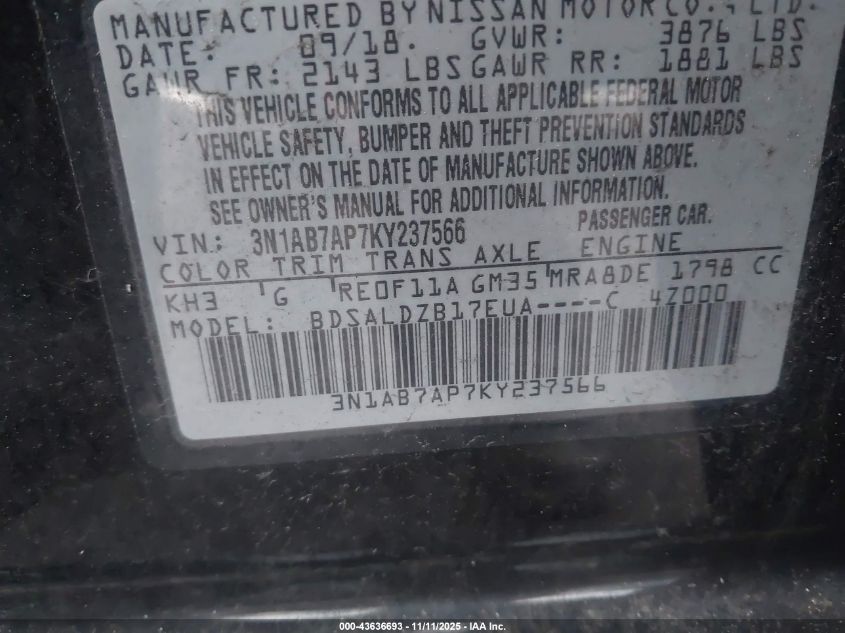 MANUFACTURED BY NISSAN MOTOR CO., LTD.
DATE: 09/18. GVWR: 3876 LBS
GAWR FR: 2143 LBS GAWR RR: 1881 LBS
THIS VEHICLE CONFORMS TO ALL APPLICABLE FEDERAL MOTOR
VEHICLE SAFETY, BUMPER AND THEFT PREVENTION STANDARDS
IN EFFECT ON THE DATE OF MANUFACTURE SHOWN ABOVE.
SEE OWNER'S MANUAL FOR ADDITIONAL INFORMATION.
VIN: 3N1AB7AP7KY237566 PASSENGER CAR.
COLOR TRIM TRANS AXLE ENGINE
KH3 G RE0F11A GM35 MRA8DE 1798 CC
MODEL: BDSALDZB17EUA----C 4Z000
3N1AB7AP7KY237566
000-43636693 - 11/11/2025 - IAA Inc.